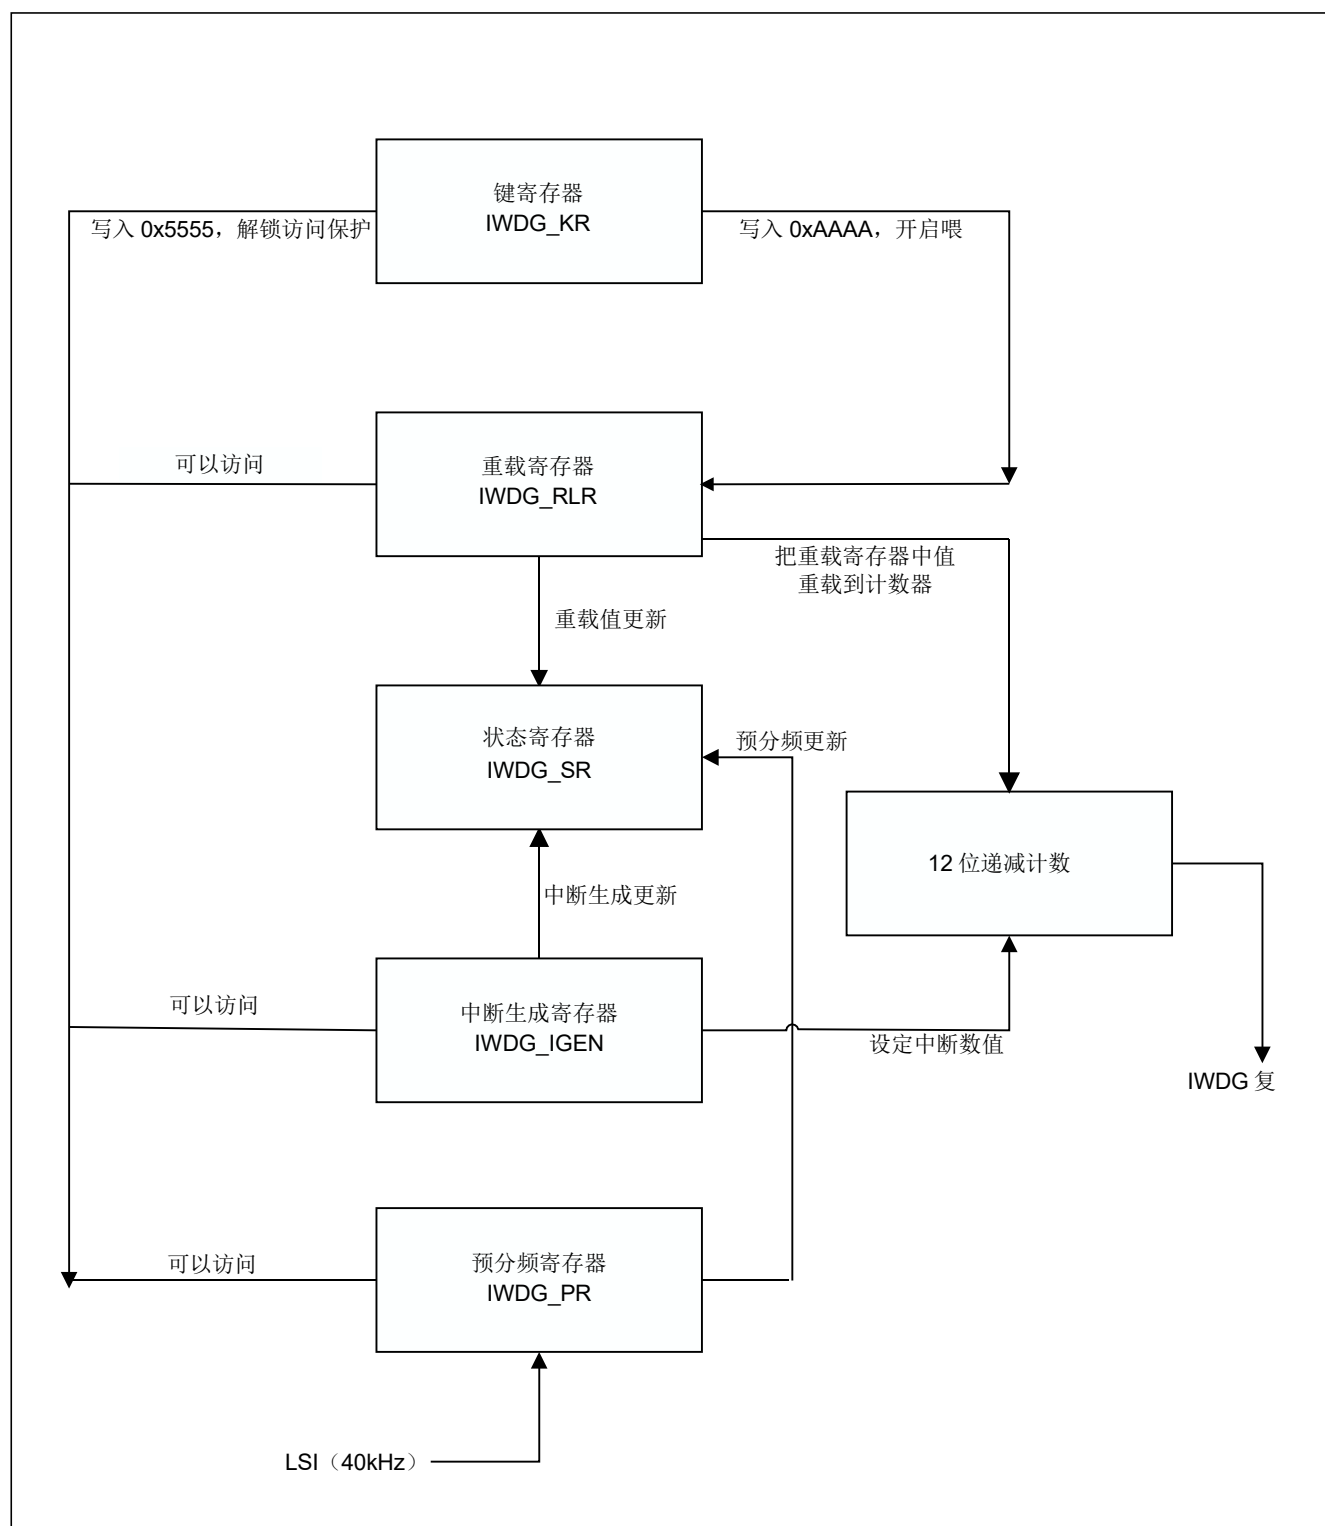 键寄存器
IWDG_KR
写入 0x5555，解锁访问保护
写入 0xAAAA，开启喂
重载寄存器
IWDG_RLR
可以访问
把重载寄存器中值
重载到计数器
重载值更新
状态寄存器
IWDG_SR
预分频更新
12 位递减计数
中断生成更新
中断生成寄存器
IWDG_IGEN
可以访问
设定中断数值
IWDG 复
预分频寄存器
IWDG_PR
可以访问
LSI（40kHz）